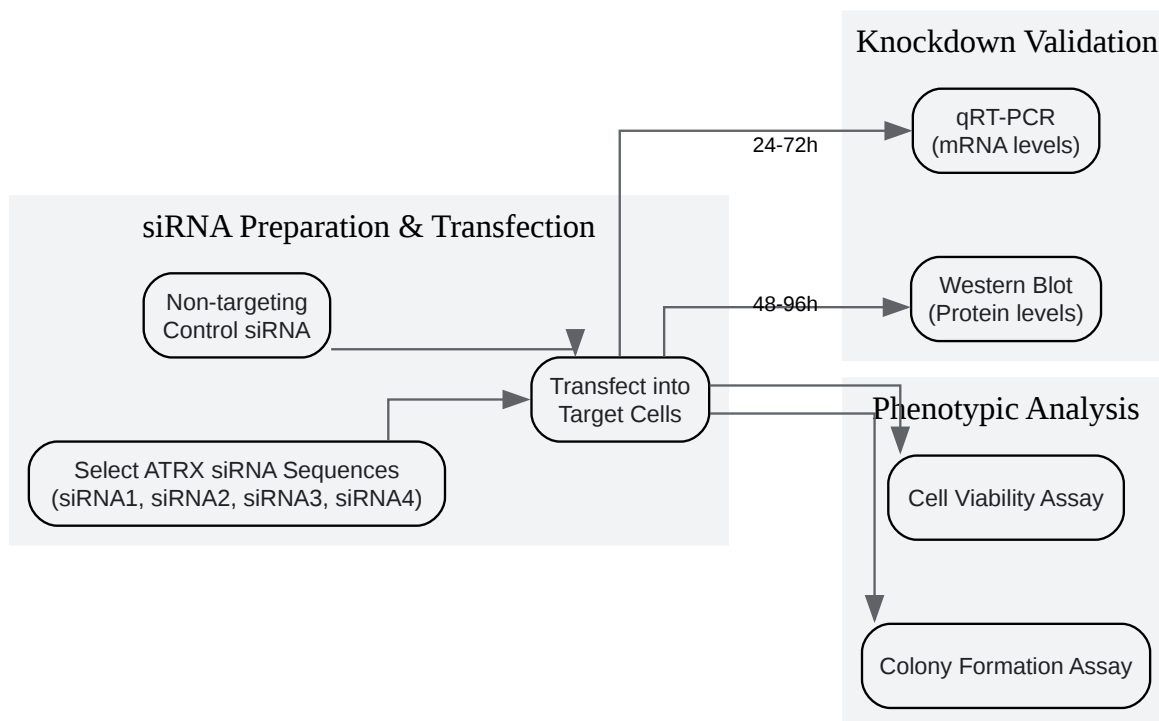 siRNA Preparation & Transfection
Non-targeting
Control siRNA
Select ATRX siRNA Sequences
(siRNA1, siRNA2, siRNA3, siRNA4)
Transfect into
Target Cells
24-72h
48-96h
Knockdown Validation
qRT-PCR
(mRNA levels)
Western Blot
(Protein levels)
Phenotypic Analysis
Cell Viability Assay
Colony Formation Assay